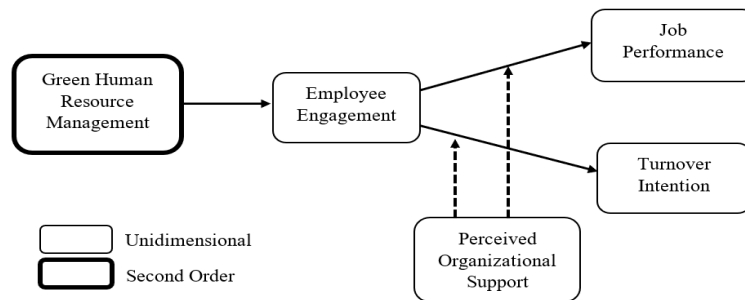 Green Human
Resource
Management
Employee
Engagement
Job
Performance
Turnover
Intention
Perceived
Organizational
Support
Unidimensional
Second Order